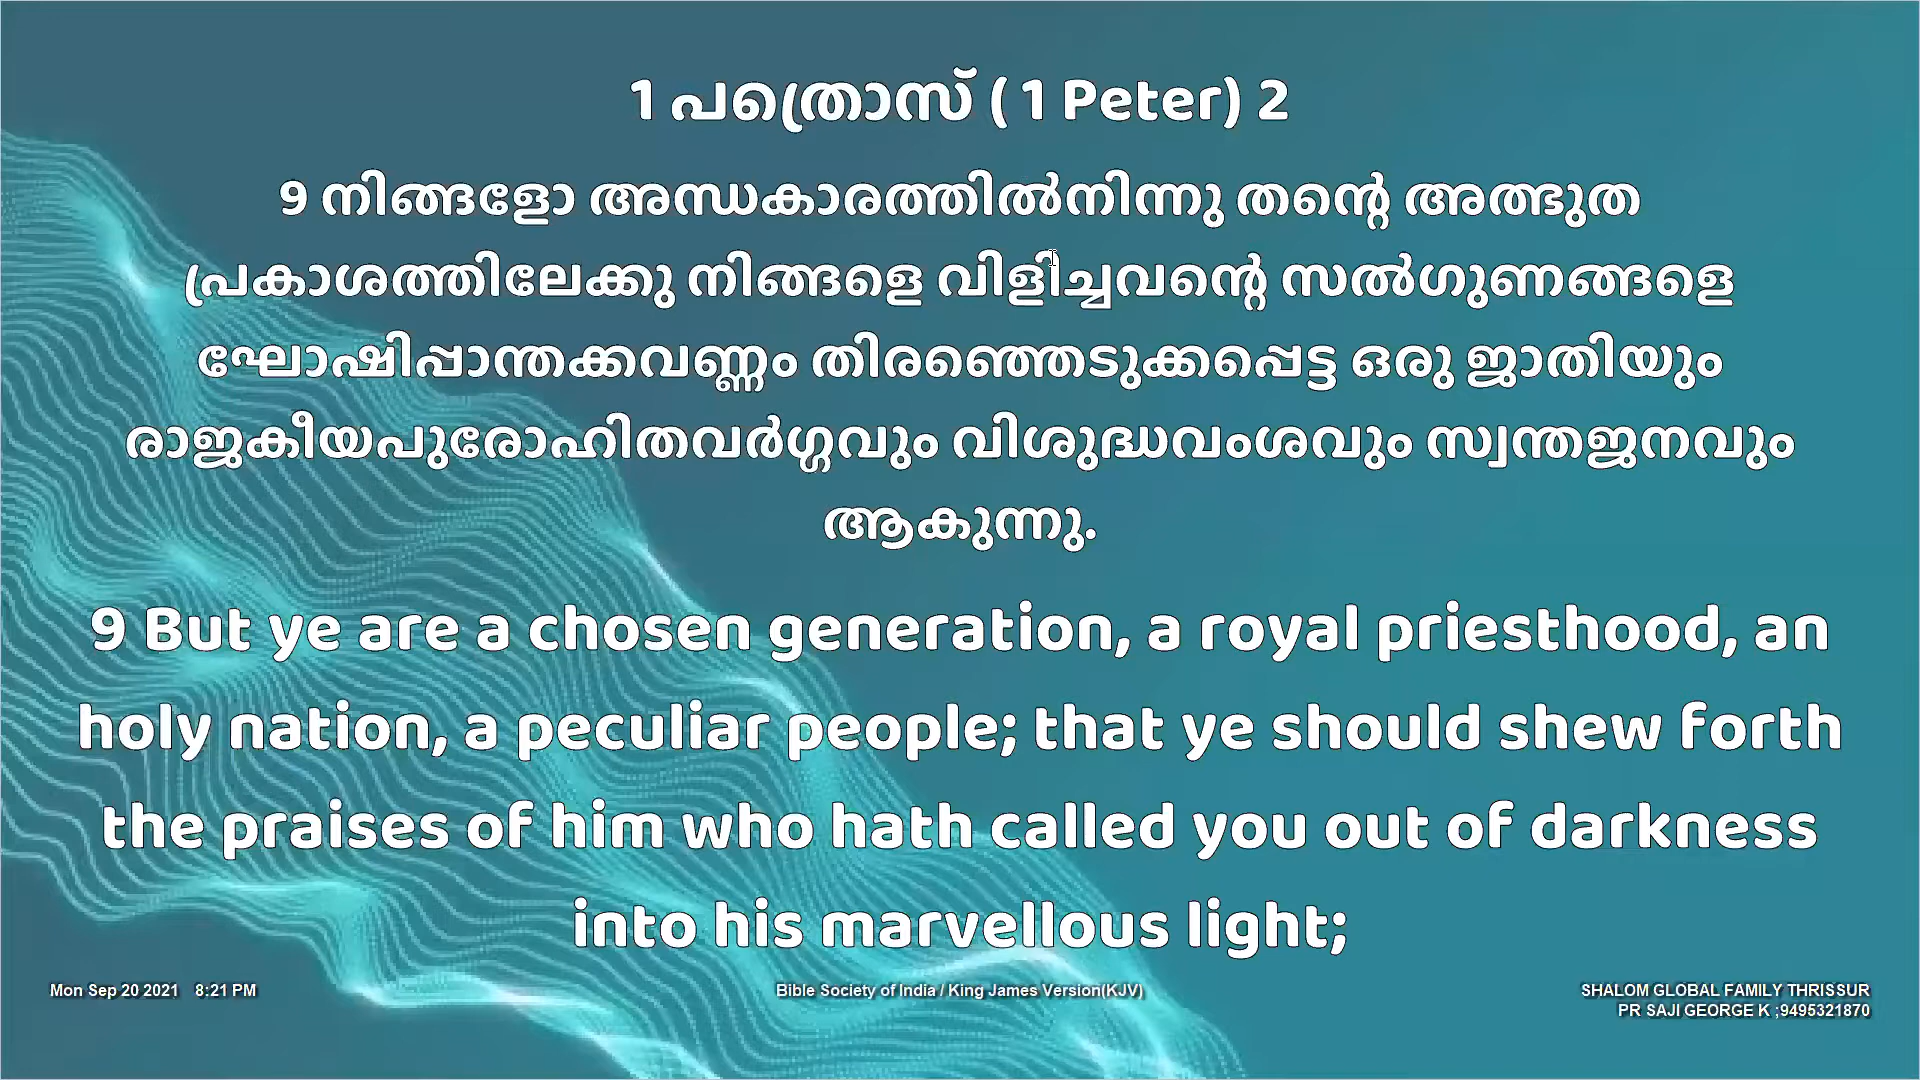 1 പത്രൊസ് ( 1 Peter) 2
9 നിങ്ങളോ അന്ധകാരത്തിൽനിന്നു തന്റെ അത്ഭുത
പ്രകാശത്തിലേക്കു നിങ്ങളെ വിളിച്ചവന്റെ സൽഗുണങ്ങളെ
ഘോഷിപ്പാന്തക്കവണ്ണം തിരഞ്ഞെടുക്കപ്പെട്ട ഒരു ജാതിയും
രാജകീയപുരോഹിതവർഗ്ഗവും വിശുദ്ധവംശവും സ്വന്തജനവും
ആകുന്നു.
9 But ye are a chosen generation, a royal priesthood, an
holy nation, a peculiar people; that ye should shew forth
the praises of him who hath called you out of darkness
into his marvellous light;
Mon Sep 20 2021 8:21 PM
Bible Society of India / King James Version(KJV)
SHALOM GLOBAL FAMILY THRISSUR
PR SAJI GEORGE K ;9495321870